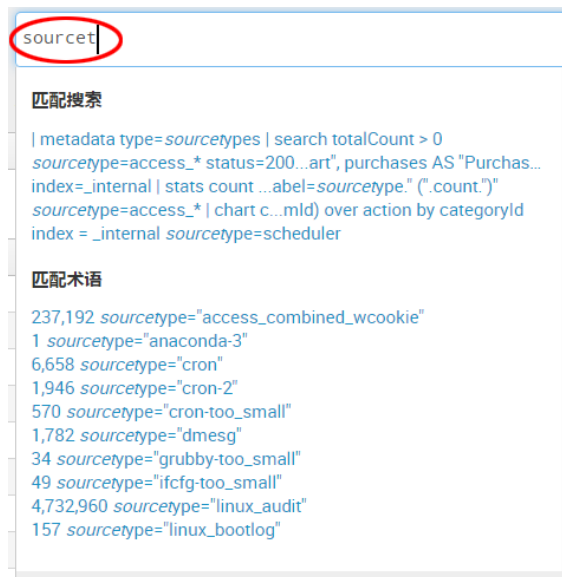 sourcet
匹配搜索
| metadata type=sourcetypes | search totalCount > 0
sourcetype=access_* status=200...art", purchases AS "Purchas...
index=_internal | stats count ...abel=sourcetype." (".count.")"
sourcetype=access_* | chart c...mId) over action by categoryId
index = _internal sourcetype=scheduler
匹配术语
237,192 sourcetype="access_combined_wcookie"
1 sourcetype="anaconda-3"
6,658 sourcetype="cron"
1,946 sourcetype="cron-2"
570 sourcetype="cron-too_small"
1,782 sourcetype="dmesg"
34 sourcetype="grubby-too_small"
49 sourcetype="ifcfg-too_small"
4,732,960 sourcetype="linux_audit"
157 sourcetype="linux_bootlog"